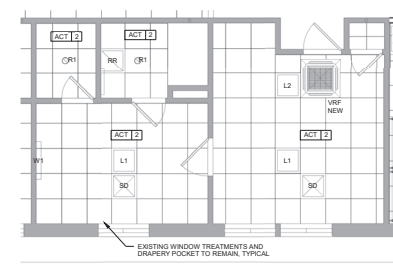 ACT 2
ACT 2
R1
RR
R1
L2
VRF
NEW
ACT 2
ACT 2
W1
L1
L1
SD
SD
EXISTING WINDOW TREATMENTS AND
DRAPERY POCKET TO REMAIN, TYPICAL